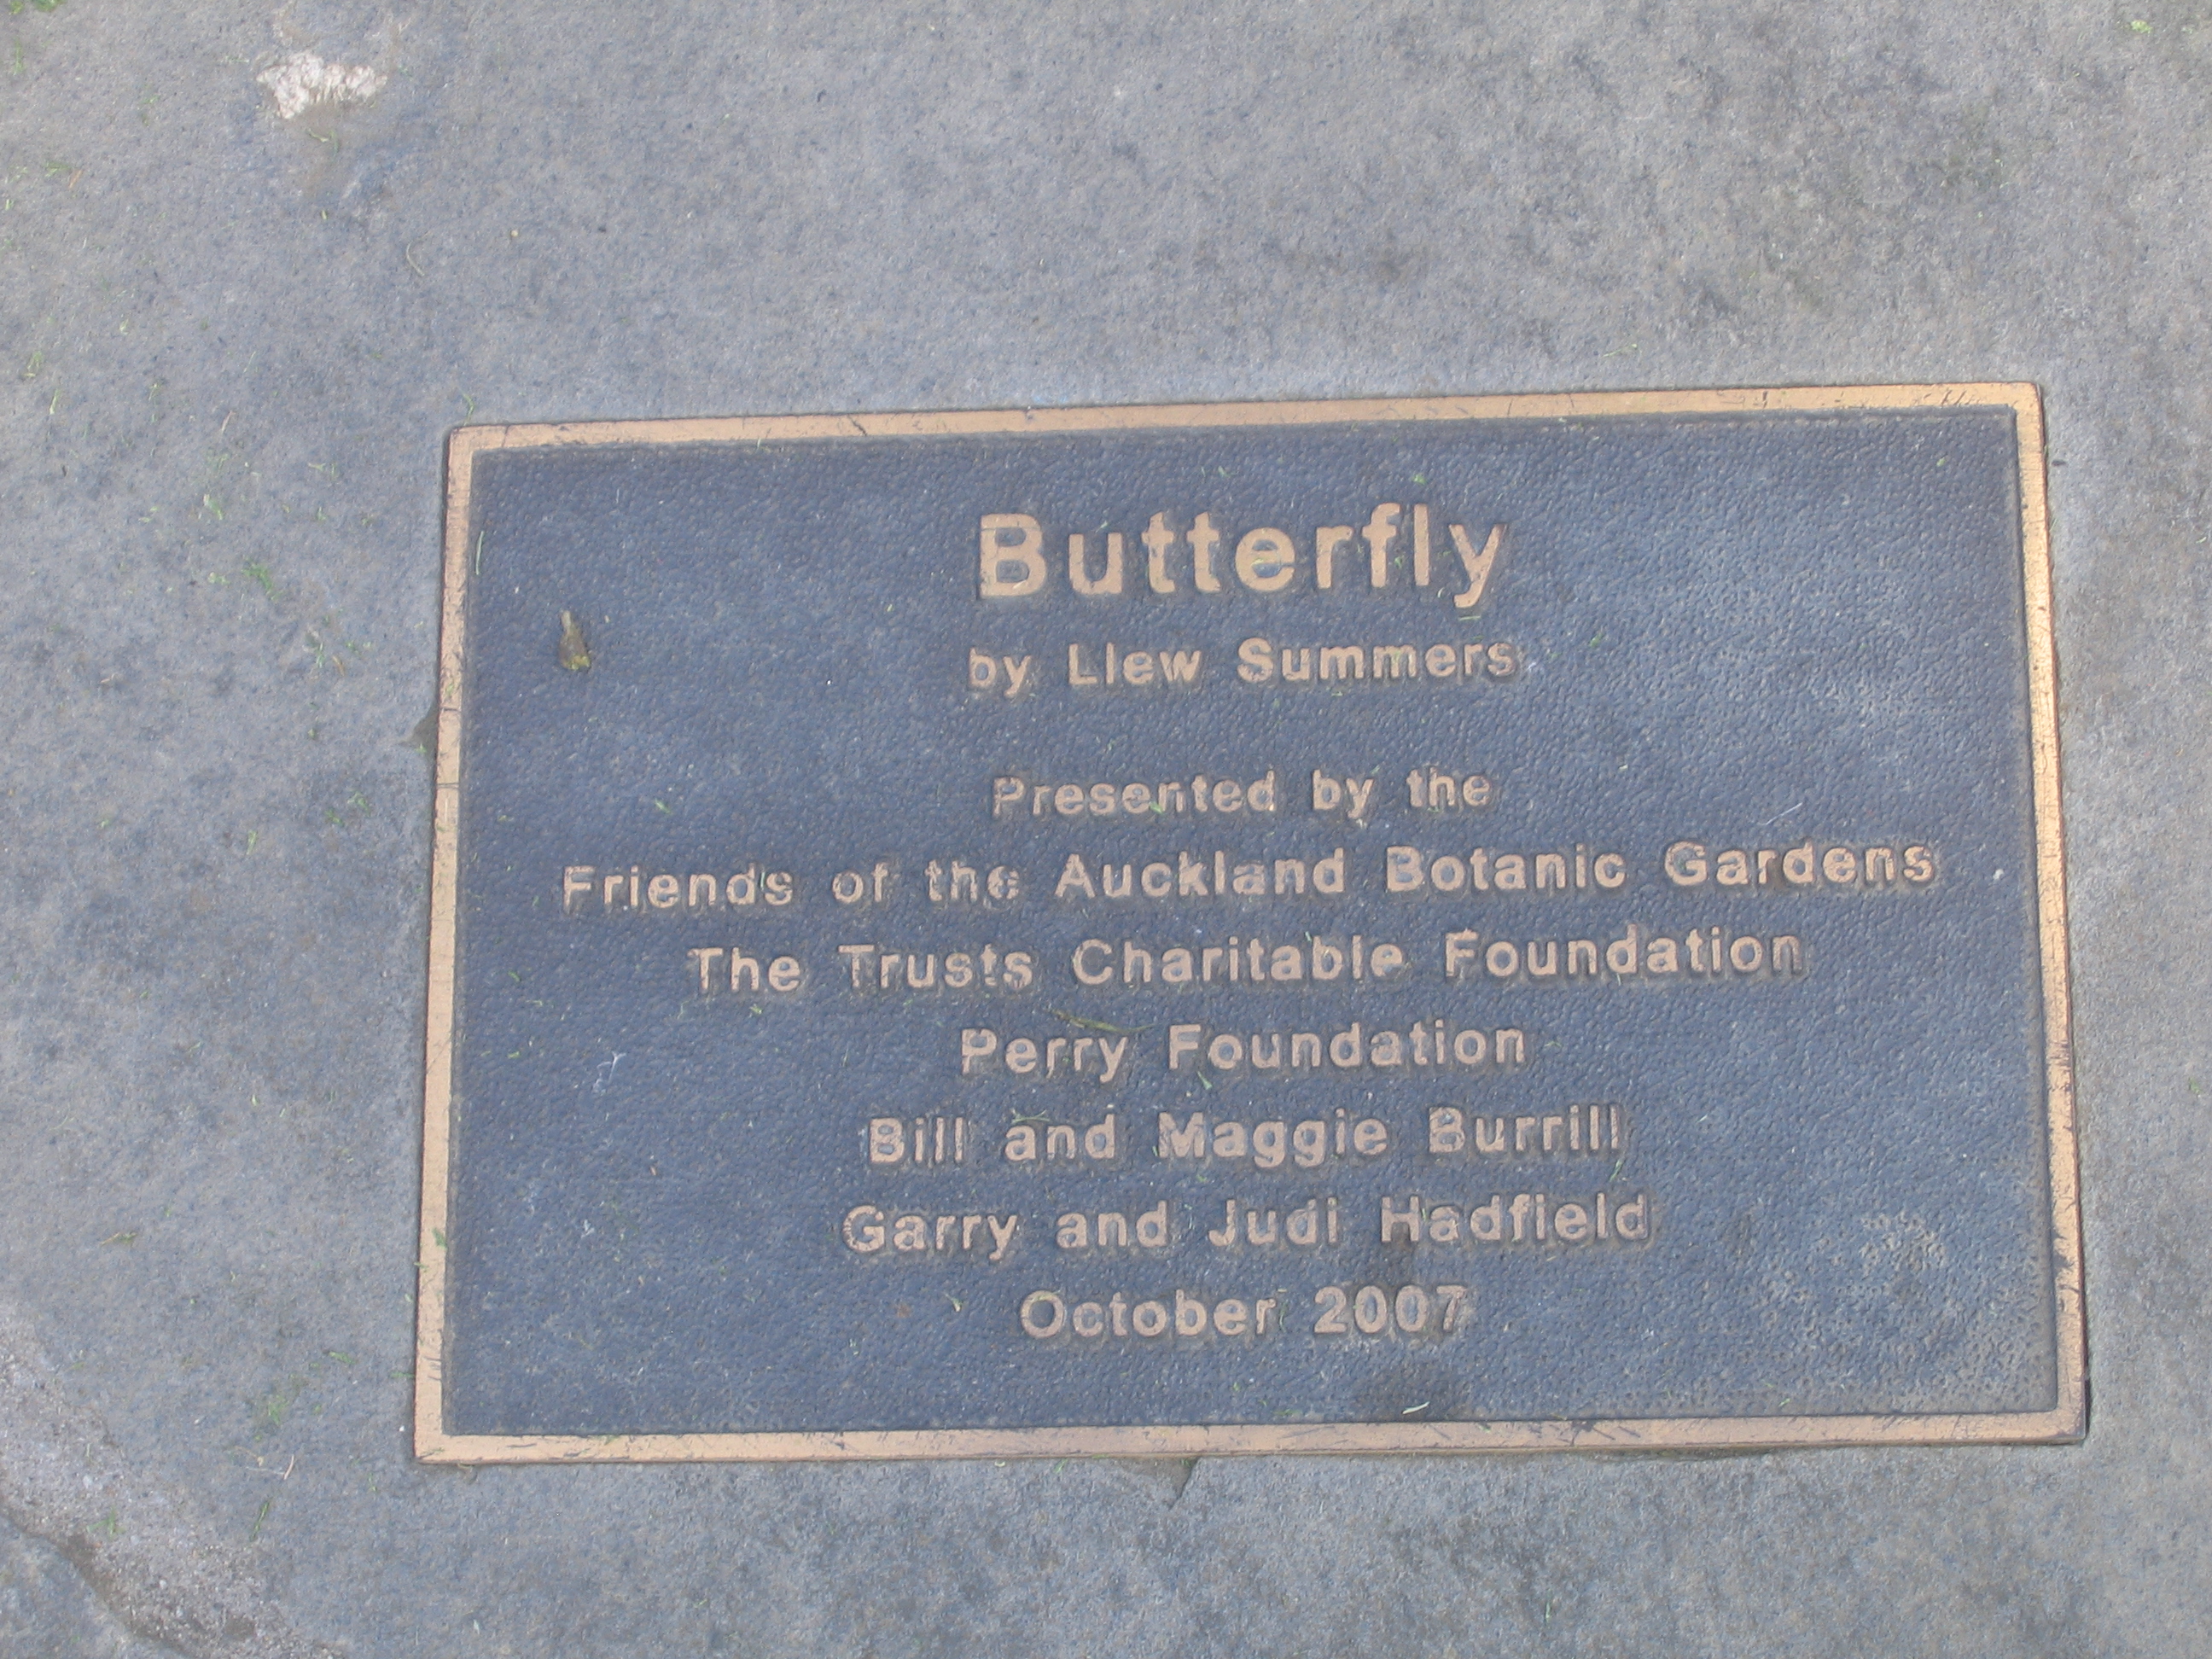 Butterfly
by Llew Summers
Presented by the
Friends of the Auckland Botanic Gardens
The Trusts Charitable Foundation
Perry Foundation
Bill and Maggie Burrill
Garry and Judi Hadfield
October 2007